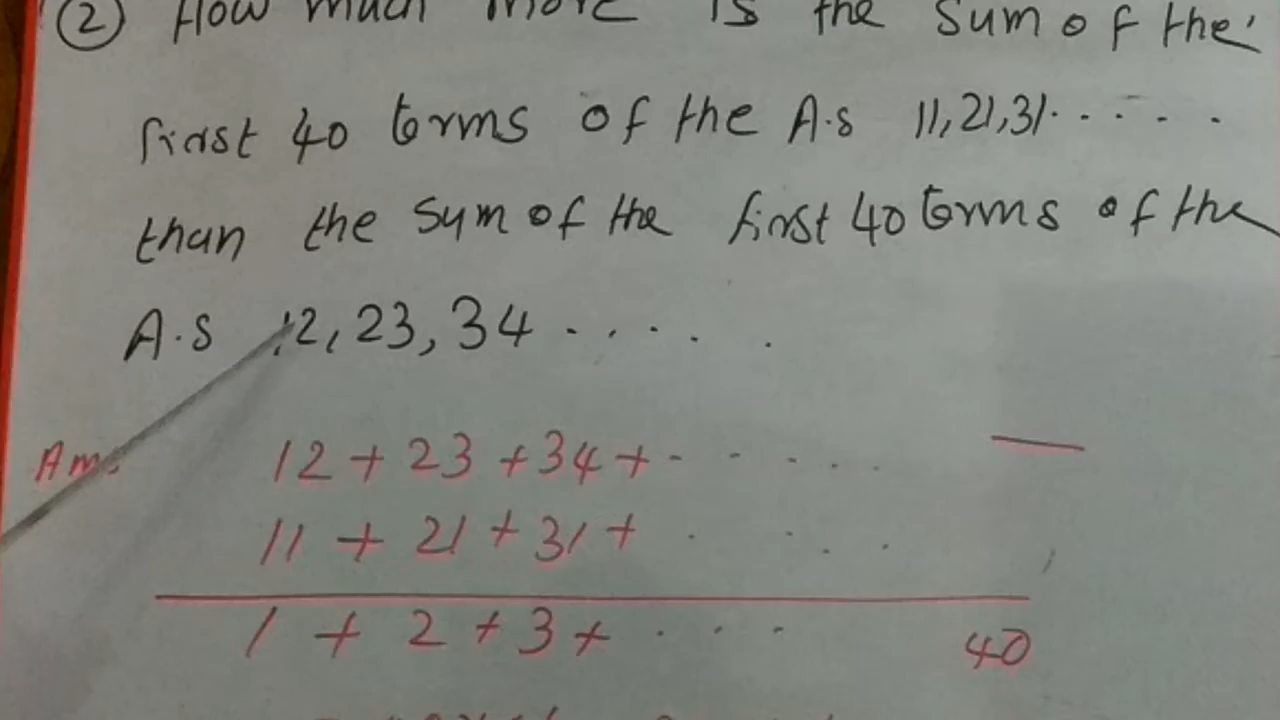 ② How much more is the sum of the
first 40 terms of the A.S 11,21,31.....
than the sum of the first 40 terms of the
A.S 12,23,34.....
Ans: 12+23+34+.....
11+21+31+...
1+2+3+...40